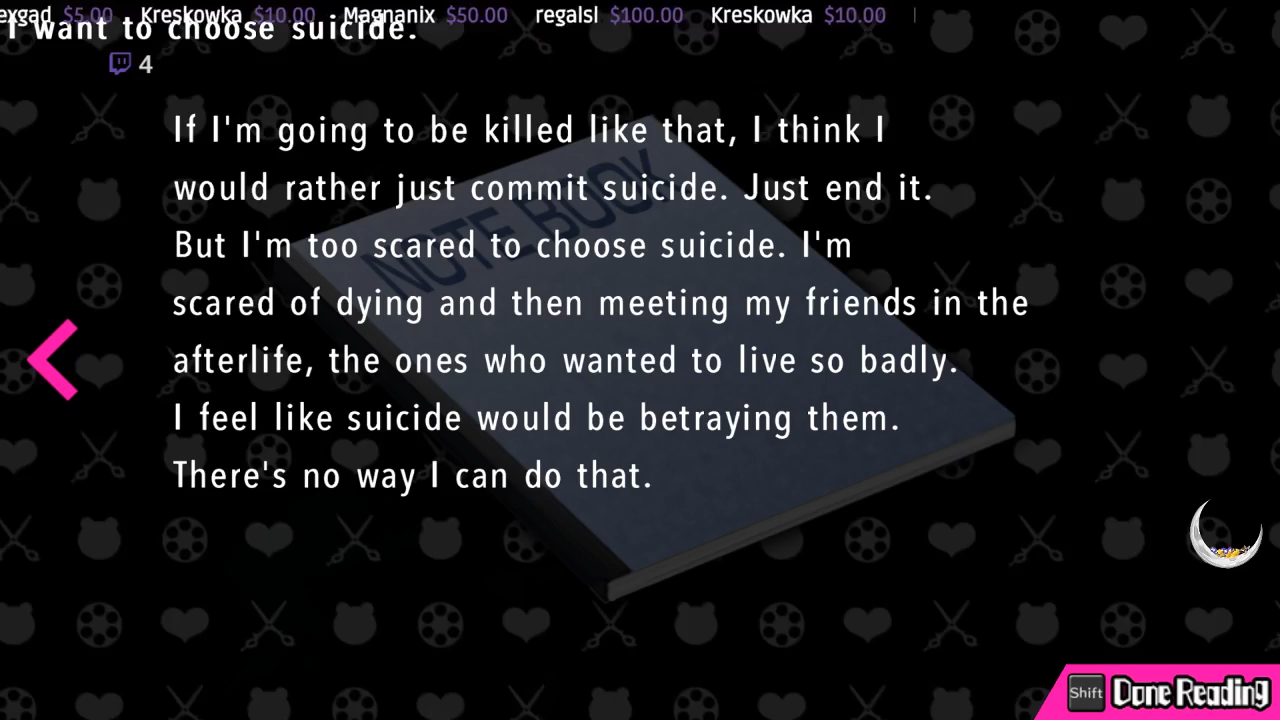 exgad $5.00 Kreskowka $10.00 Magnanix $50.00 regalsl $100.00 Kreskowka $10.00
I want to choose suicide.
4
If I'm going to be killed like that, I think I
would rather just commit suicide. Just end it.
But I'm too scared to choose suicide. I'm
scared of dying and then meeting my friends in the
afterlife, the ones who wanted to live so badly.
I feel like suicide would be betraying them.
There's no way I can do that.
NOTE BOOK
Shift Done Reading